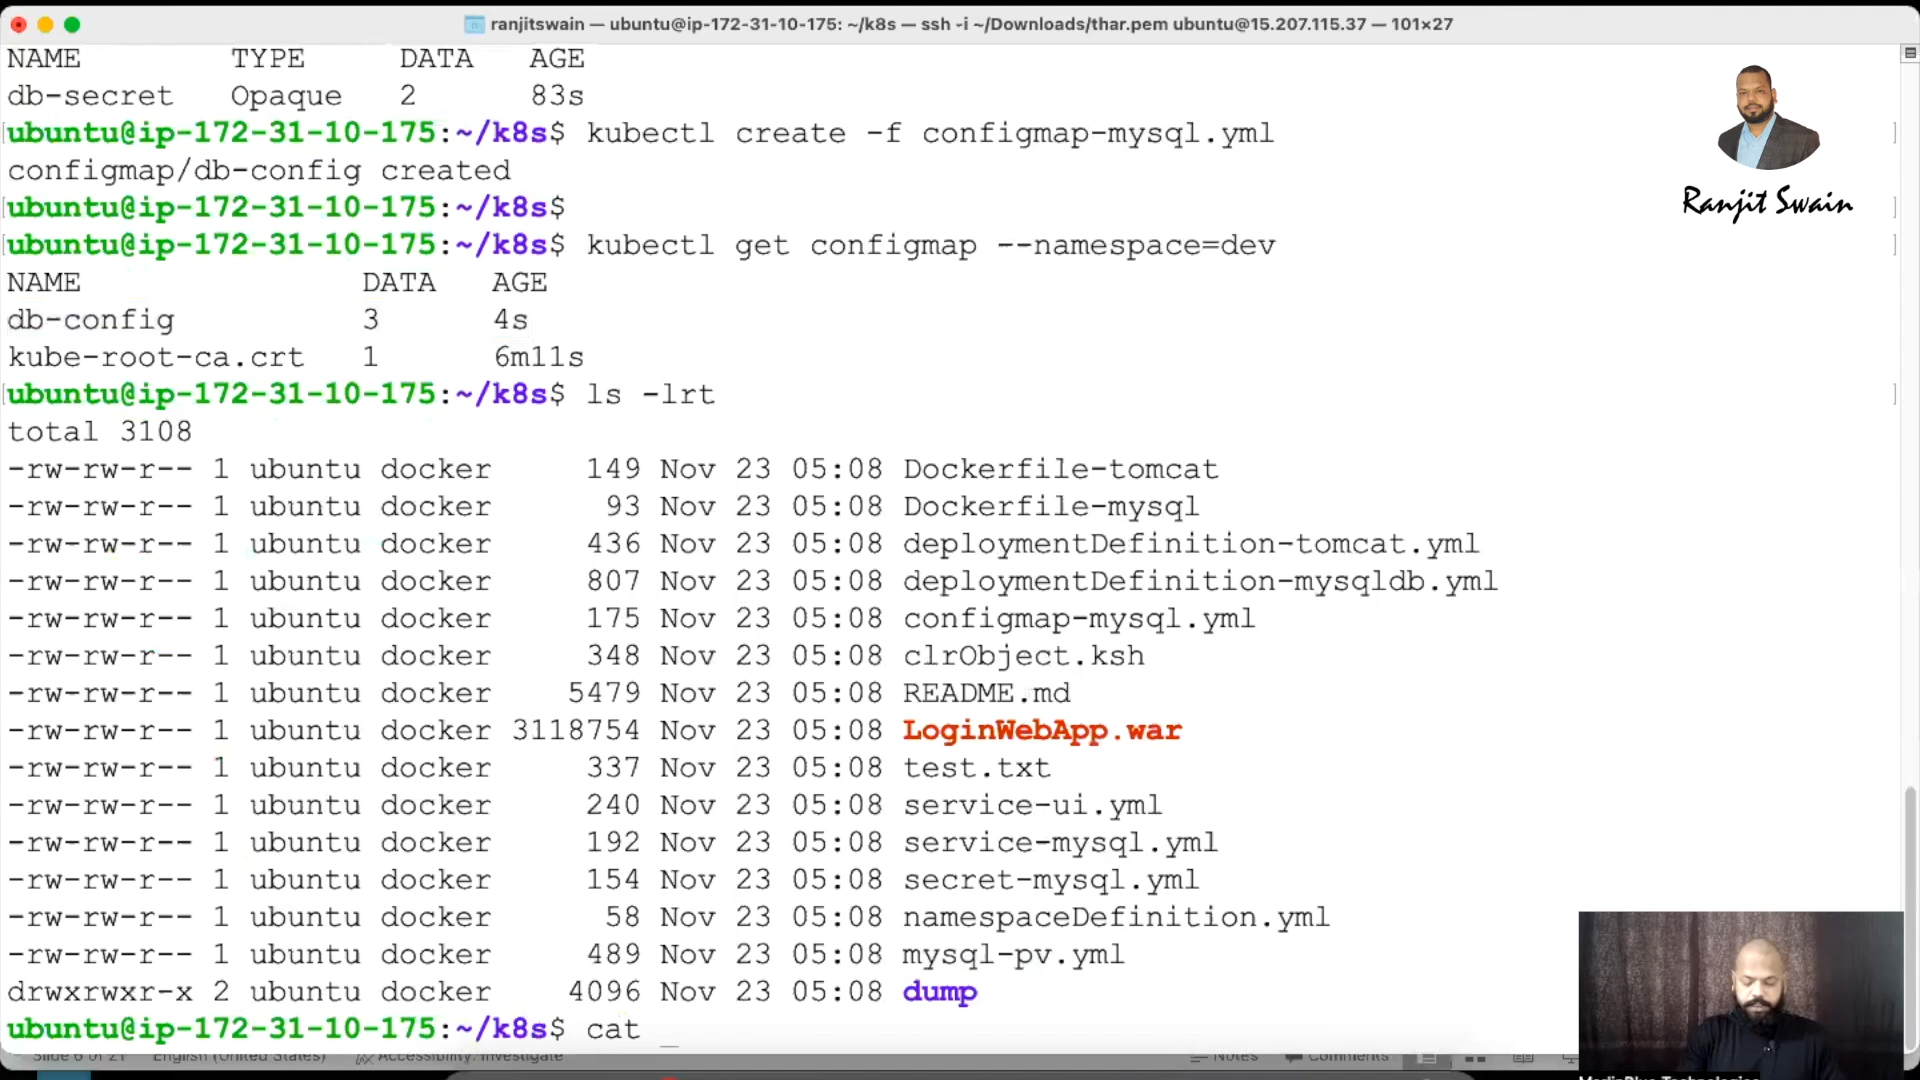 ranjitswain — ubuntu@ip-172-31-10-175: ~/k8s — ssh -i ~/Downloads/thar.pem ubuntu@15.207.115.37 — 101×27
NAME TYPE DATA AGE
db-secret Opaque 2 83s
ubuntu@ip-172-31-10-175:~/k8s$ kubectl create -f configmap-mysql.yml
configmap/db-config created
ubuntu@ip-172-31-10-175:~/k8s$
ubuntu@ip-172-31-10-175:~/k8s$ kubectl get configmap --namespace=dev
NAME DATA AGE
db-config 3 4s
kube-root-ca.crt 1 6m11s
ubuntu@ip-172-31-10-175:~/k8s$ ls -lrt
total 3108
-rw-rw-r-- 1 ubuntu docker 149 Nov 23 05:08 Dockerfile-tomcat
-rw-rw-r-- 1 ubuntu docker 93 Nov 23 05:08 Dockerfile-mysql
-rw-rw-r-- 1 ubuntu docker 436 Nov 23 05:08 deploymentDefinition-tomcat.yml
-rw-rw-r-- 1 ubuntu docker 807 Nov 23 05:08 deploymentDefinition-mysqldb.yml
-rw-rw-r-- 1 ubuntu docker 175 Nov 23 05:08 configmap-mysql.yml
-rw-rw-r-- 1 ubuntu docker 348 Nov 23 05:08 clrObject.ksh
-rw-rw-r-- 1 ubuntu docker 5479 Nov 23 05:08 README.md
-rw-rw-r-- 1 ubuntu docker 3118754 Nov 23 05:08 LoginWebApp.war
-rw-rw-r-- 1 ubuntu docker 337 Nov 23 05:08 test.txt
-rw-rw-r-- 1 ubuntu docker 240 Nov 23 05:08 service-ui.yml
-rw-rw-r-- 1 ubuntu docker 192 Nov 23 05:08 service-mysql.yml
-rw-rw-r-- 1 ubuntu docker 154 Nov 23 05:08 secret-mysql.yml
-rw-rw-r-- 1 ubuntu docker 58 Nov 23 05:08 namespaceDefinition.yml
-rw-rw-r-- 1 ubuntu docker 489 Nov 23 05:08 mysql-pv.yml
drwxrwxr-x 2 ubuntu docker 4096 Nov 23 05:08 dump
ubuntu@ip-172-31-10-175:~/k8s$ cat
Ranjit Swain
Slide 6 of 21 English (United States) Accessibility: Investigate Notes Comments